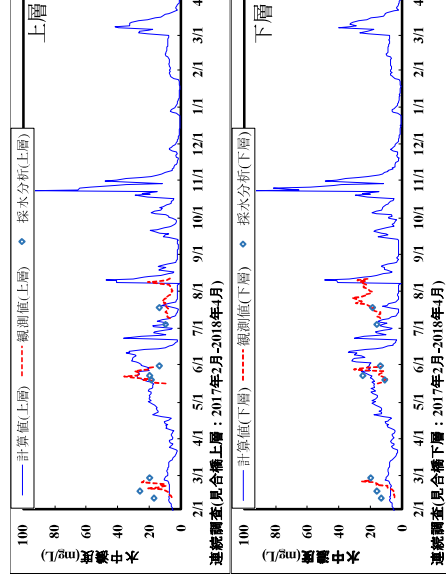 計算値(上層) 観測値(上層) 採水分析(上層)
上層
水中濃度(mg/L)
100
80
60
40
20
0
2/1 3/1 4/1 5/1 6/1 7/1 8/1 9/1 10/1 11/1 12/1 1/1 2/1 3/1 4
連続調査(見合橋上層：2017年2月-2018年4月)
計算値(下層) 観測値(下層) 採水分析(下層)
下層
水中濃度(mg/L)
100
80
60
40
20
0
2/1 3/1 4/1 5/1 6/1 7/1 8/1 9/1 10/1 11/1 12/1 1/1 2/1 3/1 4
連続調査(見合橋下層：2017年2月-2018年4月)